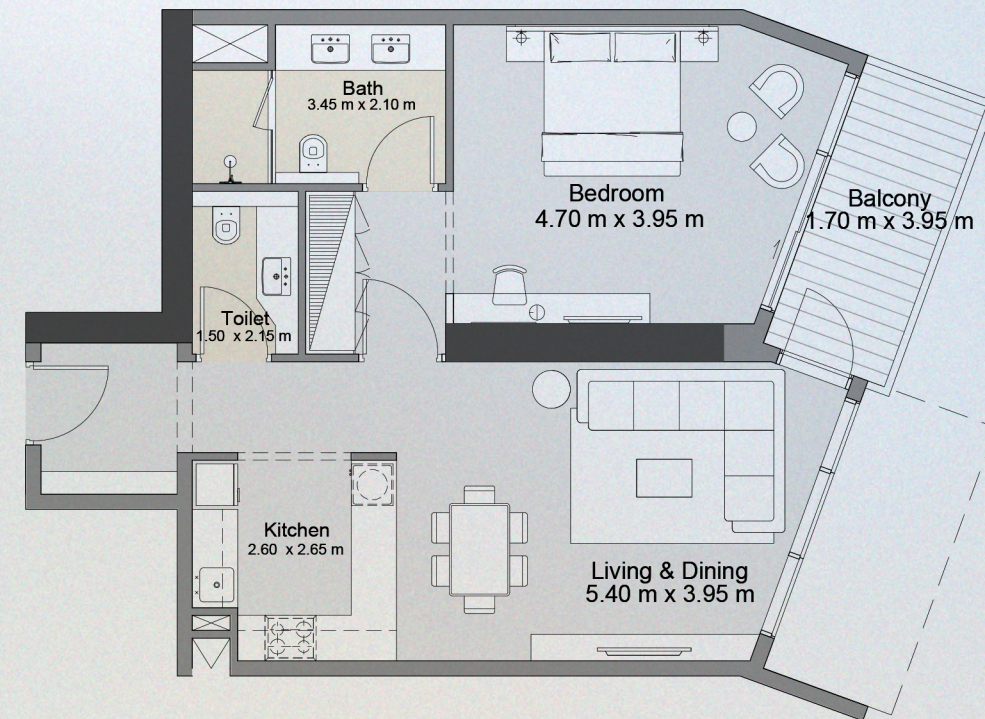 Bath
3.45 m x 2.10 m
Bedroom
4.70 m x 3.95 m
Balcony
1.70 m x 3.95 m
Toilet
1.50 x 2.15 m
Kitchen
2.60 x 2.65 m
Living & Dining
5.40 m x 3.95 m